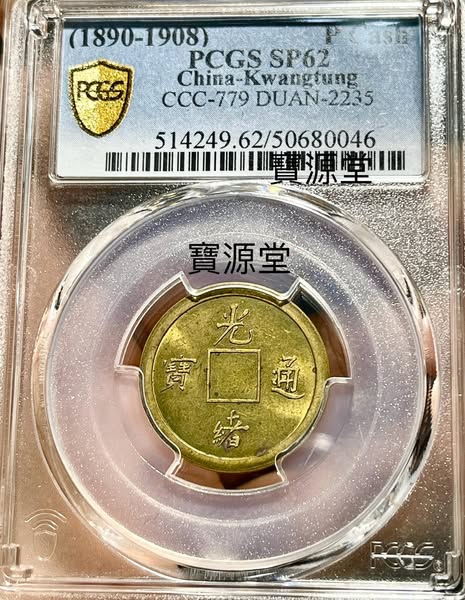 (1890-1908) P Cash
PCGS SP62
China-Kwangtung
CCC-779 DUAN-2235
PCGS
514249.62/50680046
寶源堂
寶源堂
光
寶 通
緒
PCGS